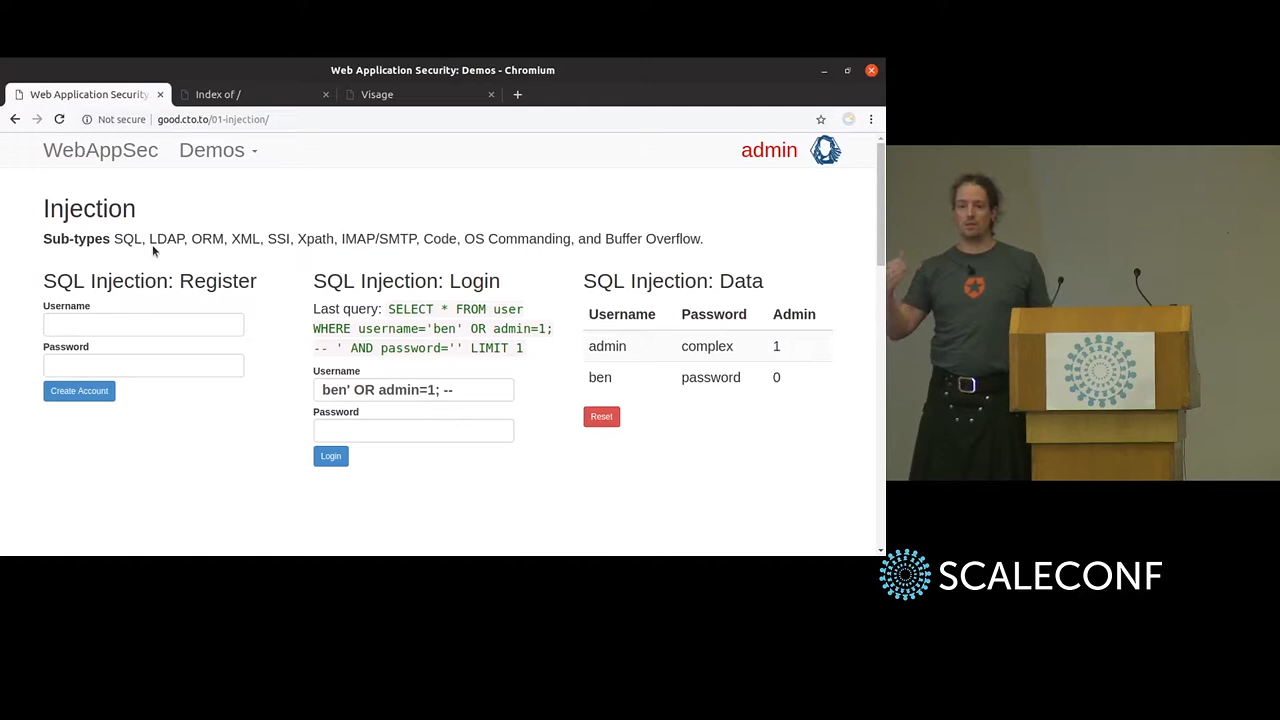 Web Application Security: Demos - Chromium
Web Application Security:
Index of /
Visage
Not secure
good.cto.to/01-injection/
WebAppSec
Demos
admin
Injection
Sub-types SQL, LDAP, ORM, XML, SSI, Xpath, IMAP/SMTP, Code, OS Commanding, and Buffer Overflow.
SQL Injection: Register
Username
Password
Create Account
SQL Injection: Login
Last query: SELECT * FROM user
WHERE username='ben' OR admin=1;
-- ' AND password='' LIMIT 1
Username
ben' OR admin=1; --
Password
Login
SQL Injection: Data
Username Password Admin
admin complex 1
ben password 0
Reset
SCALECONF